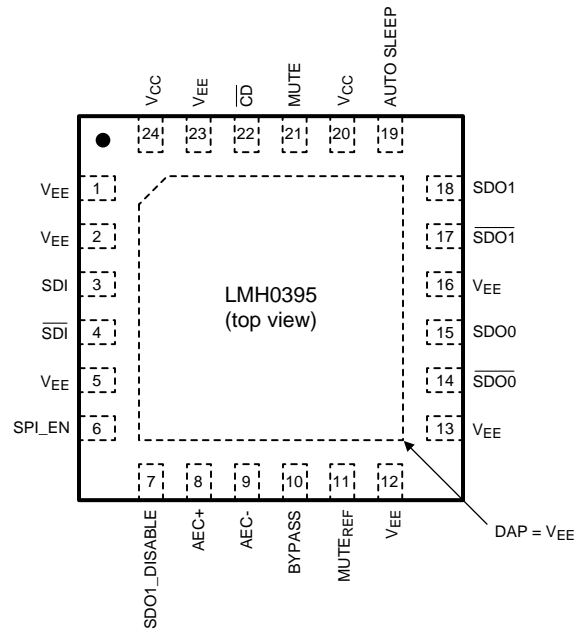 VCC
VEE
CD
MUTE
VCC
AUTO SLEEP
24
23
22
21
20
19
VEE 1
VEE 2
SDI 3
SDI 4
VEE 5
SPI_EN 6
18 SDO1
17 SDO1
16 VEE
15 SDO0
14 SDO0
13 VEE
LMH0395
(top view)
7
8
9
10
11
12
SDO1_DISABLE
AEC+
AEC-
BYPASS
MUTEREF
VEE
DAP = VEE